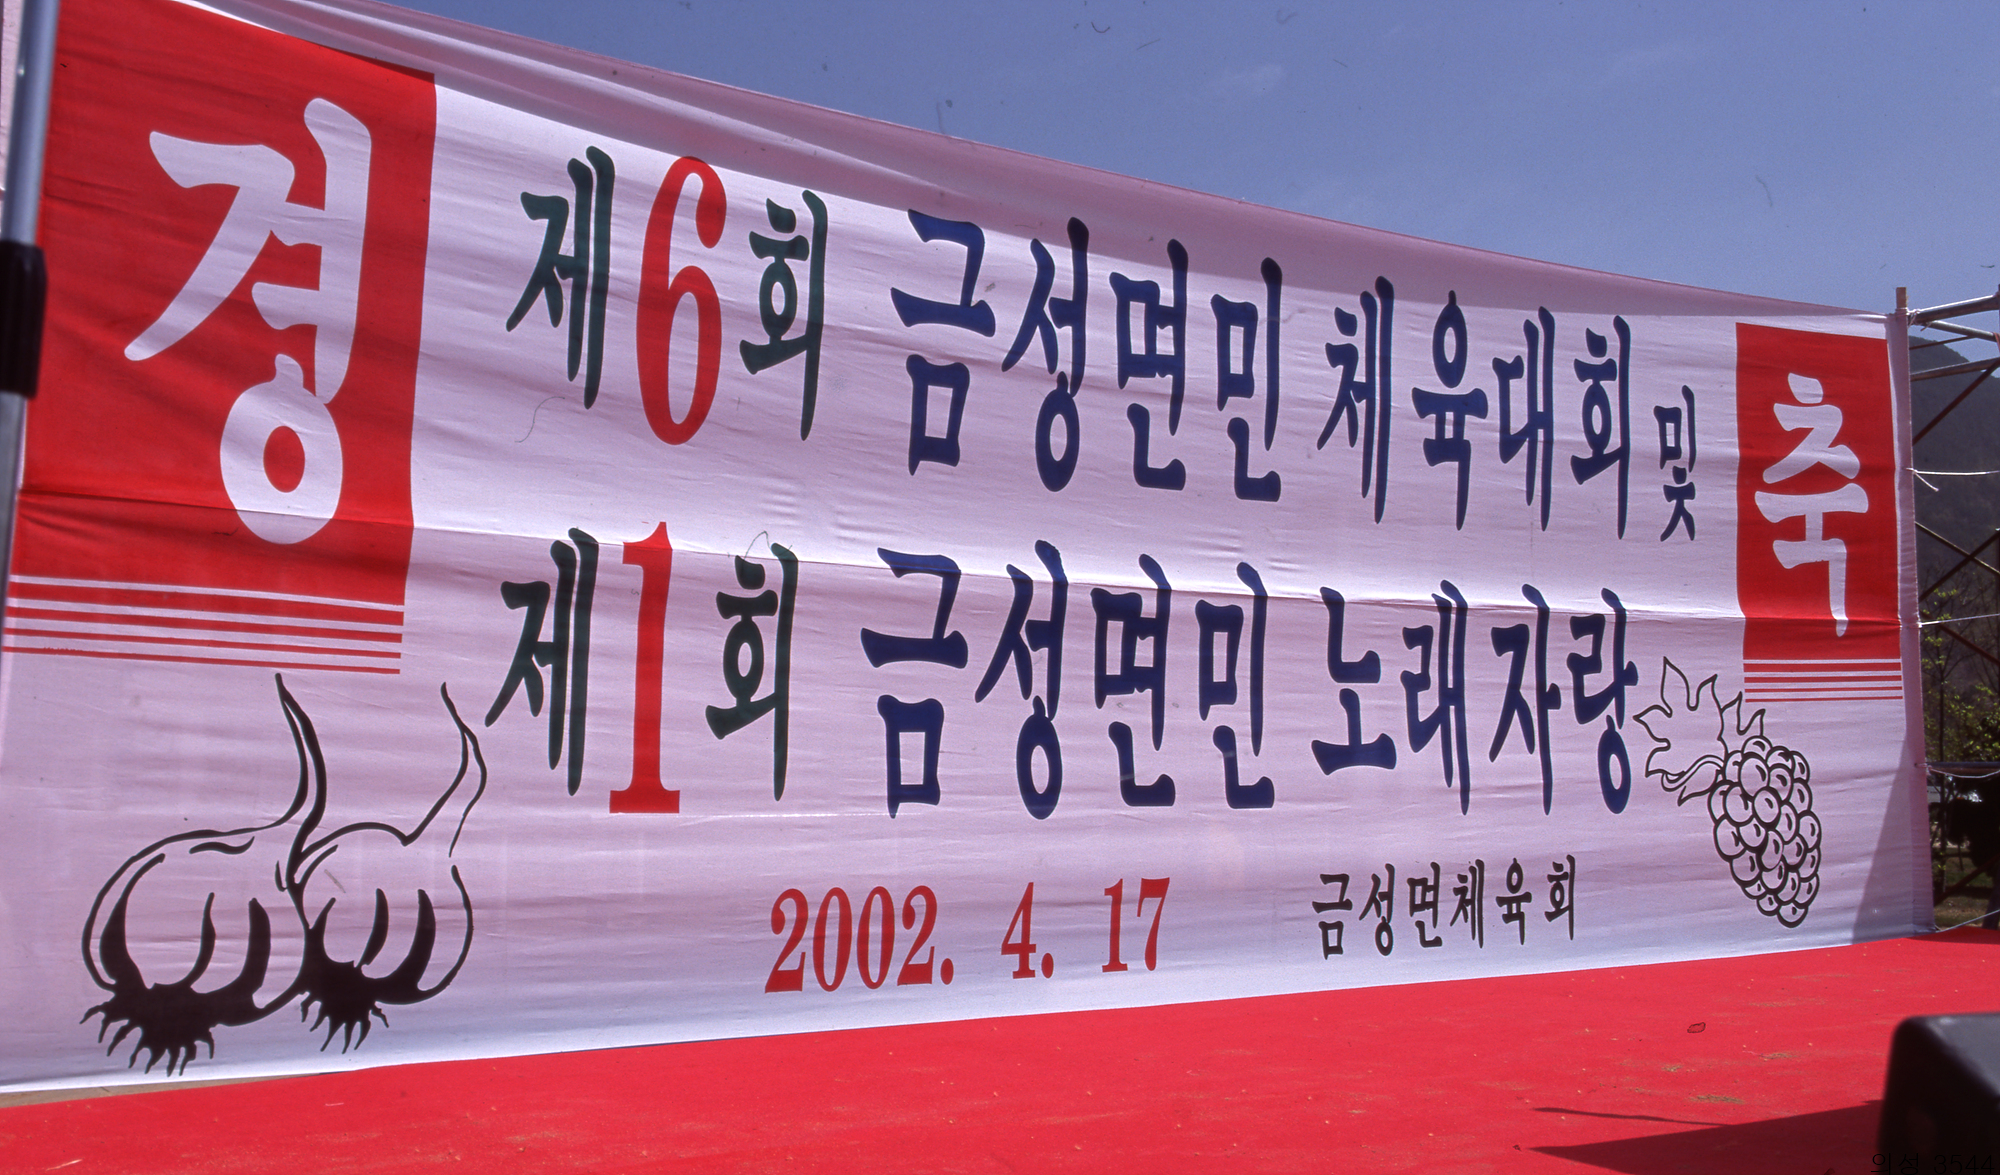 경
제6회 금성면민 체육대회 및
축
제1회 금성면민 노래자랑
2002. 4. 17
금성면체육회